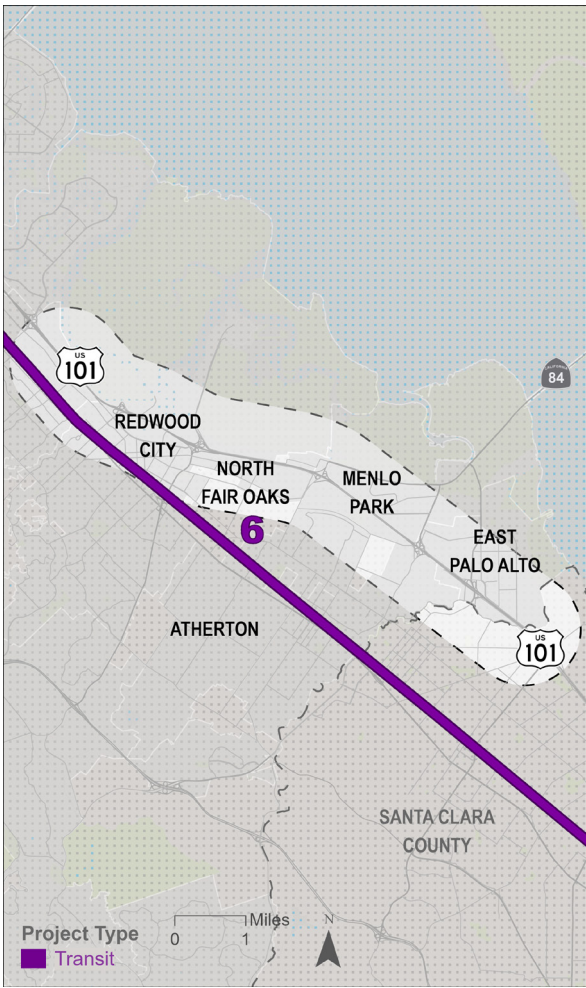 US
101
CALIFORNIA
84
REDWOOD
CITY
NORTH
FAIR OAKS
MENLO
PARK
6
EAST
PALO ALTO
ATHERTON
US
101
SANTA CLARA
COUNTY
Project Type
Transit
Miles
0 1
N